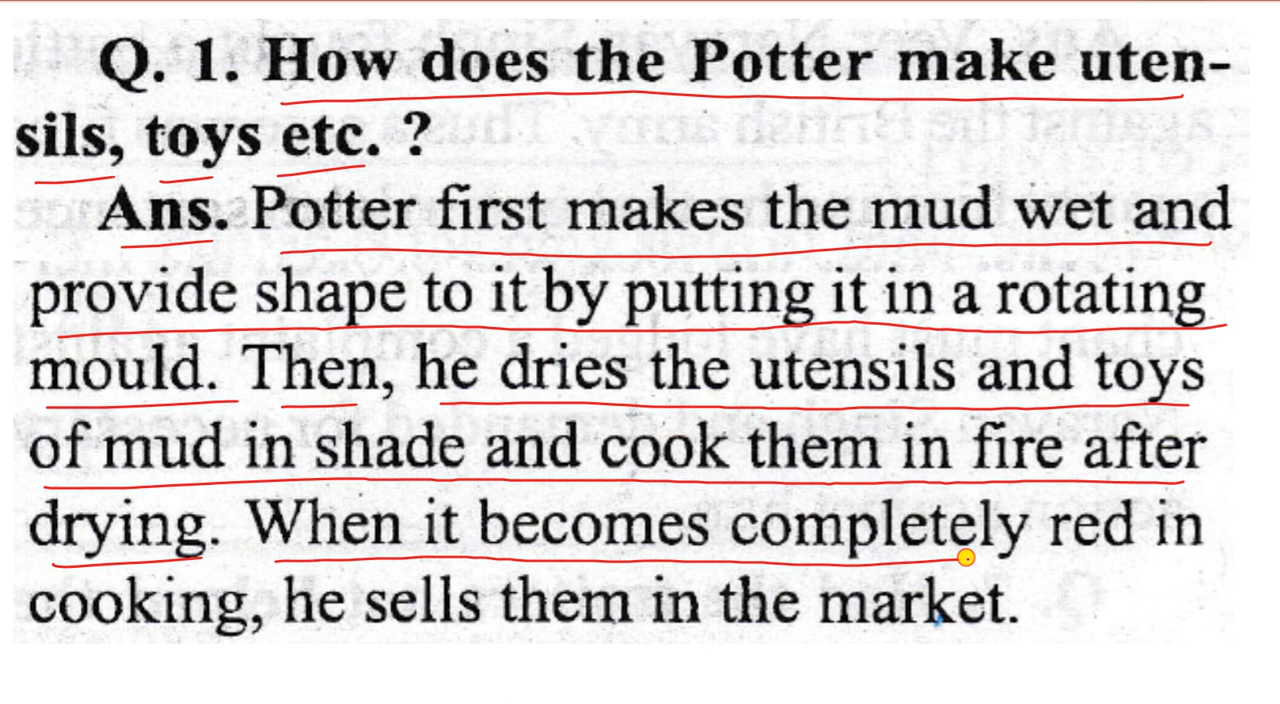 Q. 1. How does the Potter make uten-
sils, toys etc. ?
Ans. Potter first makes the mud wet and
provide shape to it by putting it in a rotating
mould. Then, he dries the utensils and toys
of mud in shade and cook them in fire after
drying. When it becomes completely red in
cooking, he sells them in the market.